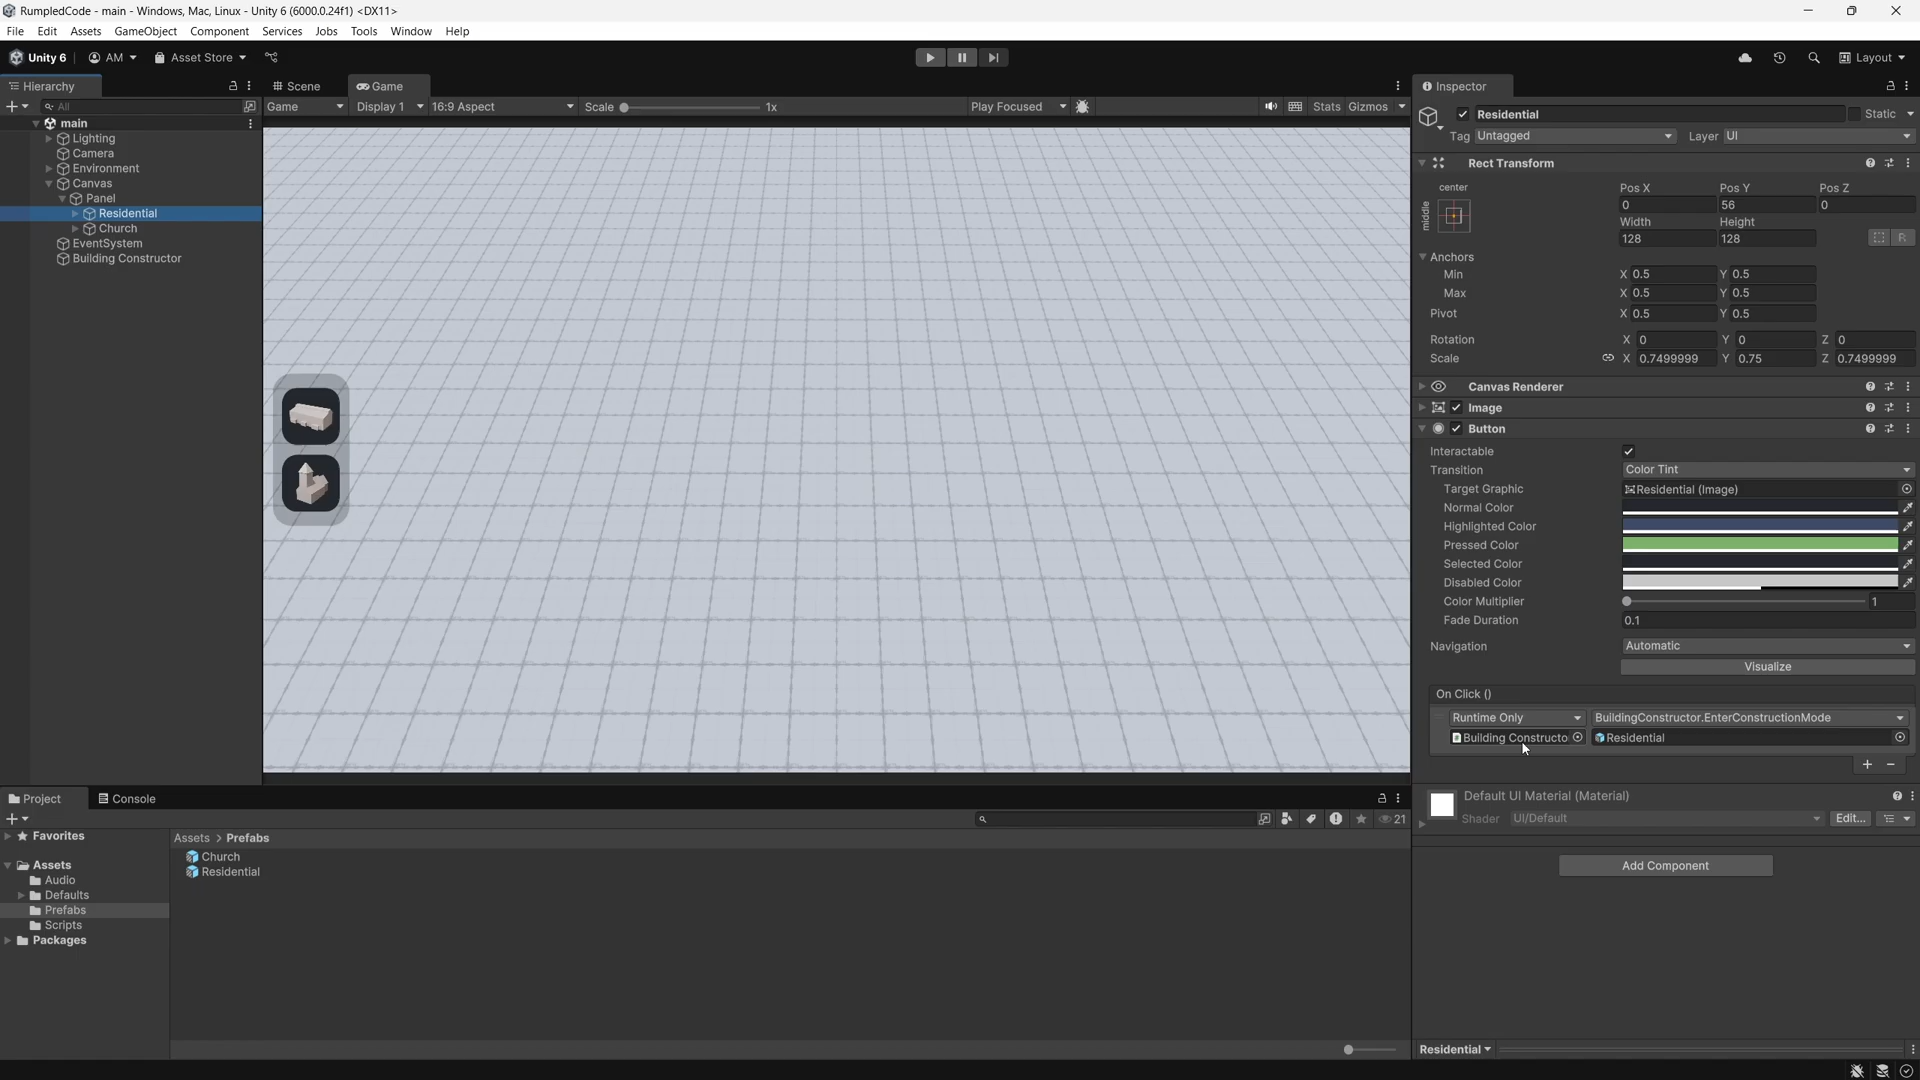 RumpledCode - main - Windows, Mac, Linux - Unity 6 (6000.0.24f1) <DX11>
File Edit Assets GameObject Component Services Jobs Tools Window Help
Unity 6 AM Asset Store Layout
Hierarchy
All
main
Lighting
Camera
Environment
Canvas
Panel
Residential
Church
EventSystem
Building Constructor
Scene Game
Game Display 1 16:9 Aspect Scale 1x Play Focused Stats Gizmos
Inspector
Residential Static
Tag Untagged Layer UI
Rect Transform
center Pos X Pos Y Pos Z
middle 0 56 0
Width Height
128 128 R
Anchors
Min X 0.5 Y 0.5
Max X 0.5 Y 0.5
Pivot X 0.5 Y 0.5
Rotation X 0 Y 0 Z 0
Scale X 0.7499999 Y 0.75 Z 0.7499999
Canvas Renderer
Image
Button
Interactable
Transition Color Tint
Target Graphic Residential (Image)
Normal Color
Highlighted Color
Pressed Color
Selected Color
Disabled Color
Color Multiplier 1
Fade Duration 0.1
Navigation Automatic
Visualize
On Click ()
Runtime Only BuildingConstructor.EnterConstructionMode
Building Constructo Residential
+ -
Default UI Material (Material)
Shader UI/Default Edit...
Add Component
Residential
Project Console
21
Favorites
Assets
Audio
Defaults
Prefabs
Scripts
Packages
Assets > Prefabs
Church
Residential